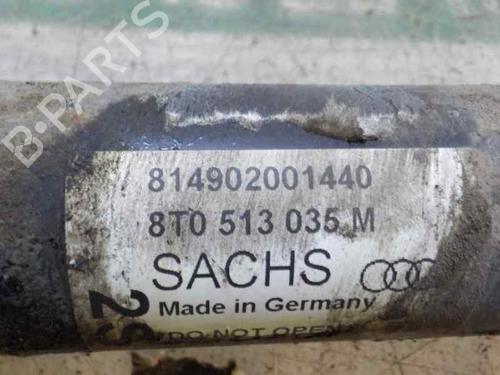 B-PARTS
814902001440
8T0 513 035 M
SACHS
Made in Germany
DO NOT OPEN